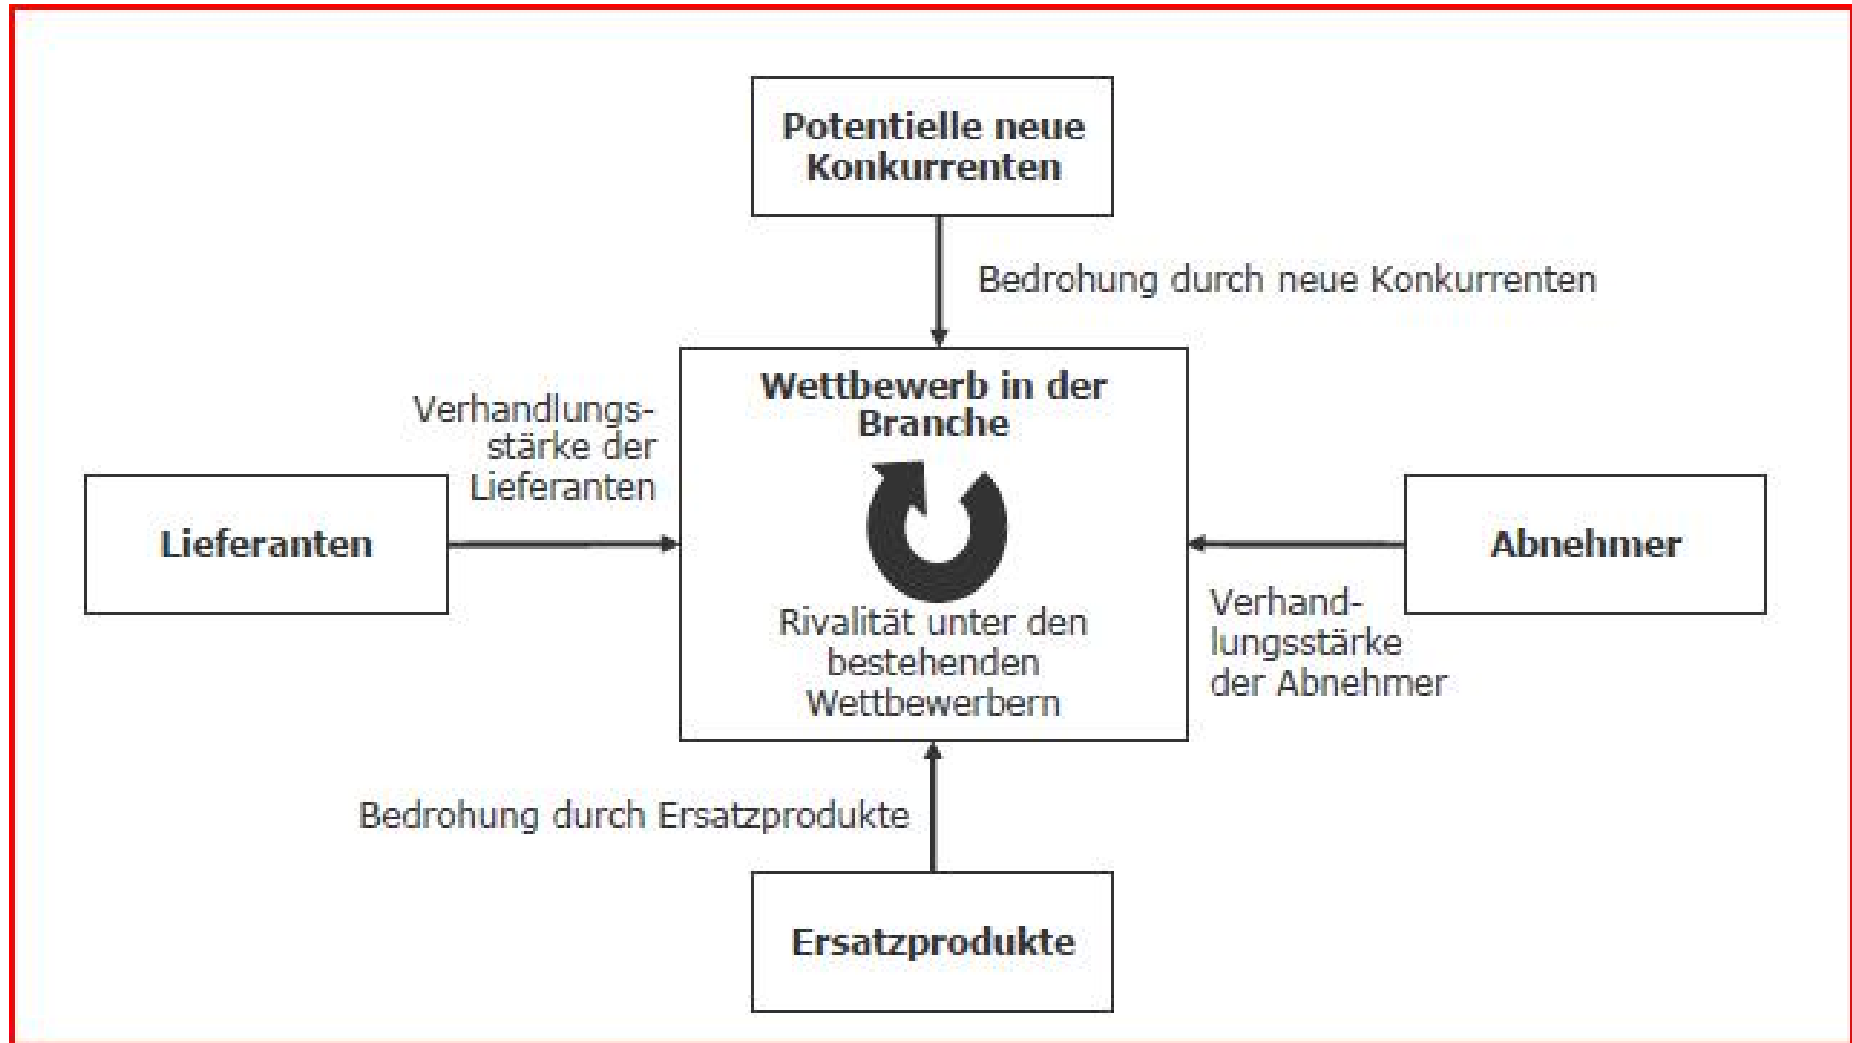 Potentielle neue
Konkurrenten
Bedrohung durch neue Konkurrenten
Verhandlungs-
stärke der
Lieferanten
Lieferanten
Wettbewerb in der
Branche
Rivalität unter den
bestehenden
Wettbewerbern
Abnehmer
Verhand-
lungsstärke
der Abnehmer
Bedrohung durch Ersatzprodukte
Ersatzprodukte